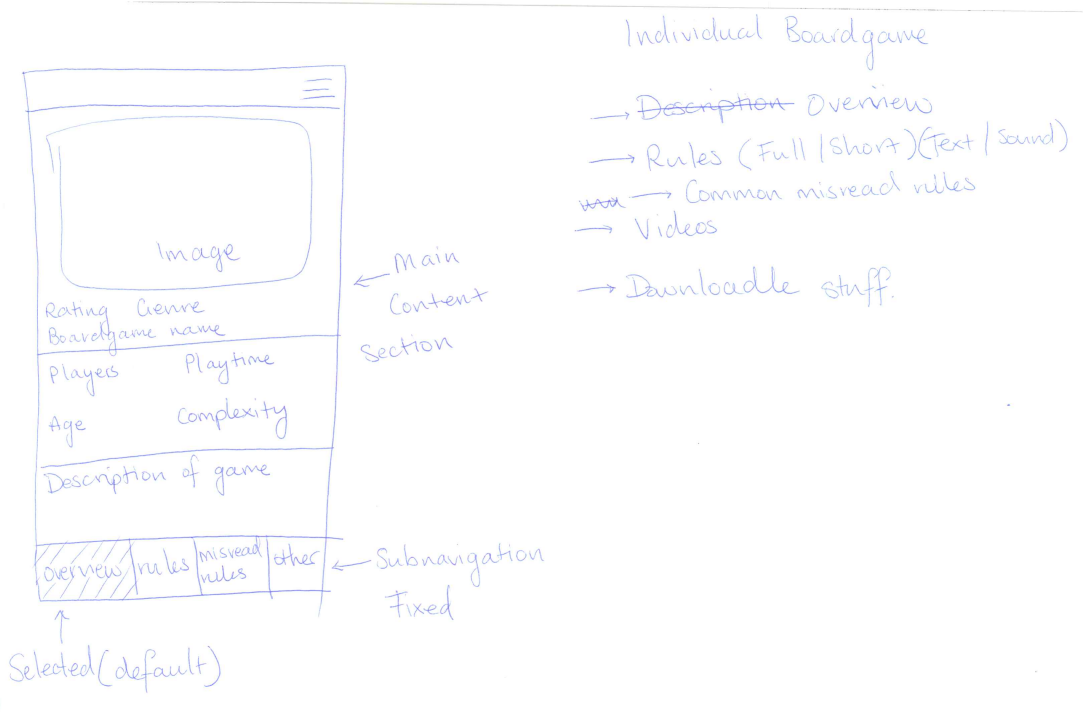 Individual Boardgame
→ Description Overview
→ Rules (Full / Short) (Text / Sound)
→ Common misread rules
→ Videos
→ Downloadle stuff.
Image
Rating Genre
Boardgame name
Players Playtime
Age Complexity
Description of game
overview rules misread rules other
← Main
Content
Section
← Subnavigation
Fixed
Selected (default)